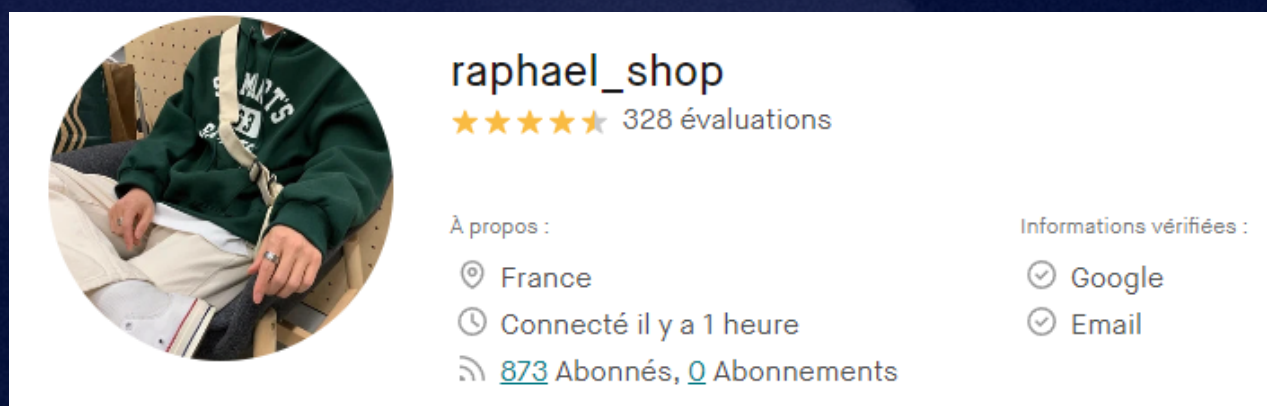 raphael_shop
328 évaluations
À propos :
France
Connecté il y a 1 heure
873 Abonnés, 0 Abonnements
Informations vérifiées :
Google
Email